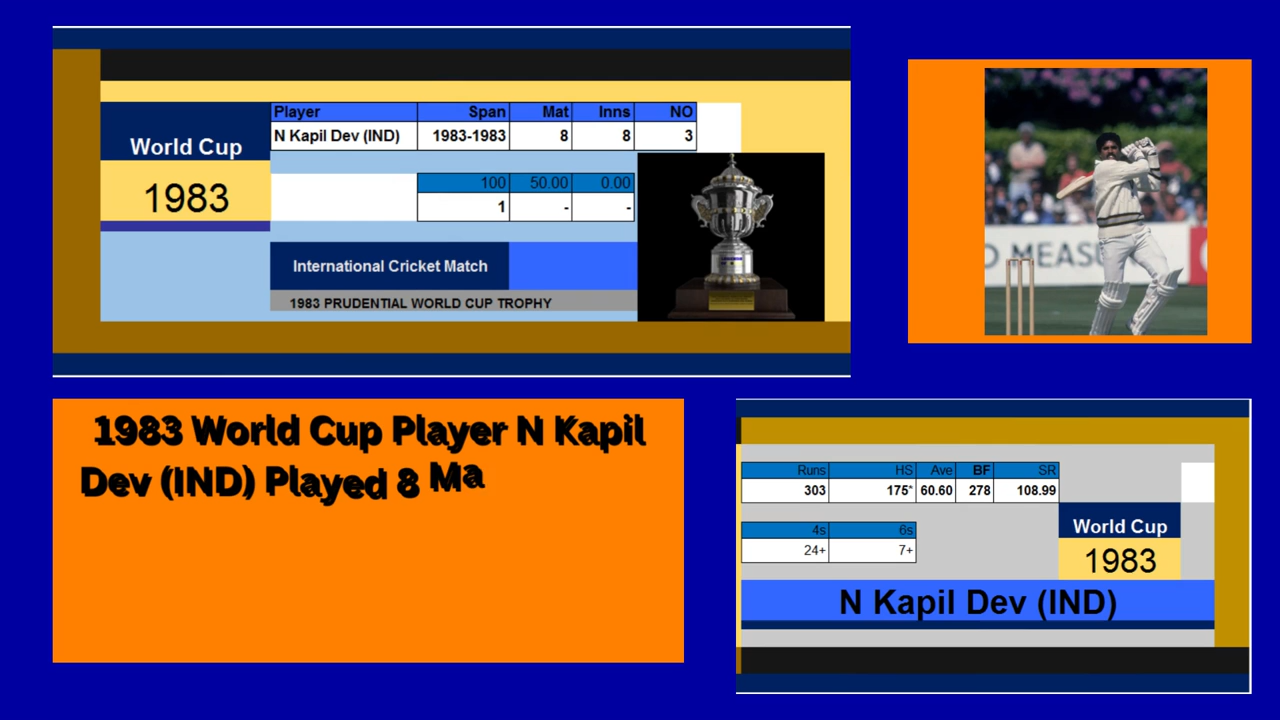 Player Span Mat Inns NO
N Kapil Dev (IND) 1983-1983 8 8 3
World Cup
1983
100 50.00 0.00
1 - -
International Cricket Match
1983 PRUDENTIAL WORLD CUP TROPHY
D MEASU
1983 World Cup Player N Kapil
Dev (IND) Played 8 Ma
Runs HS Ave BF SR
303 175* 60.60 278 108.99
4s 6s
24+ 7+
World Cup
1983
N Kapil Dev (IND)